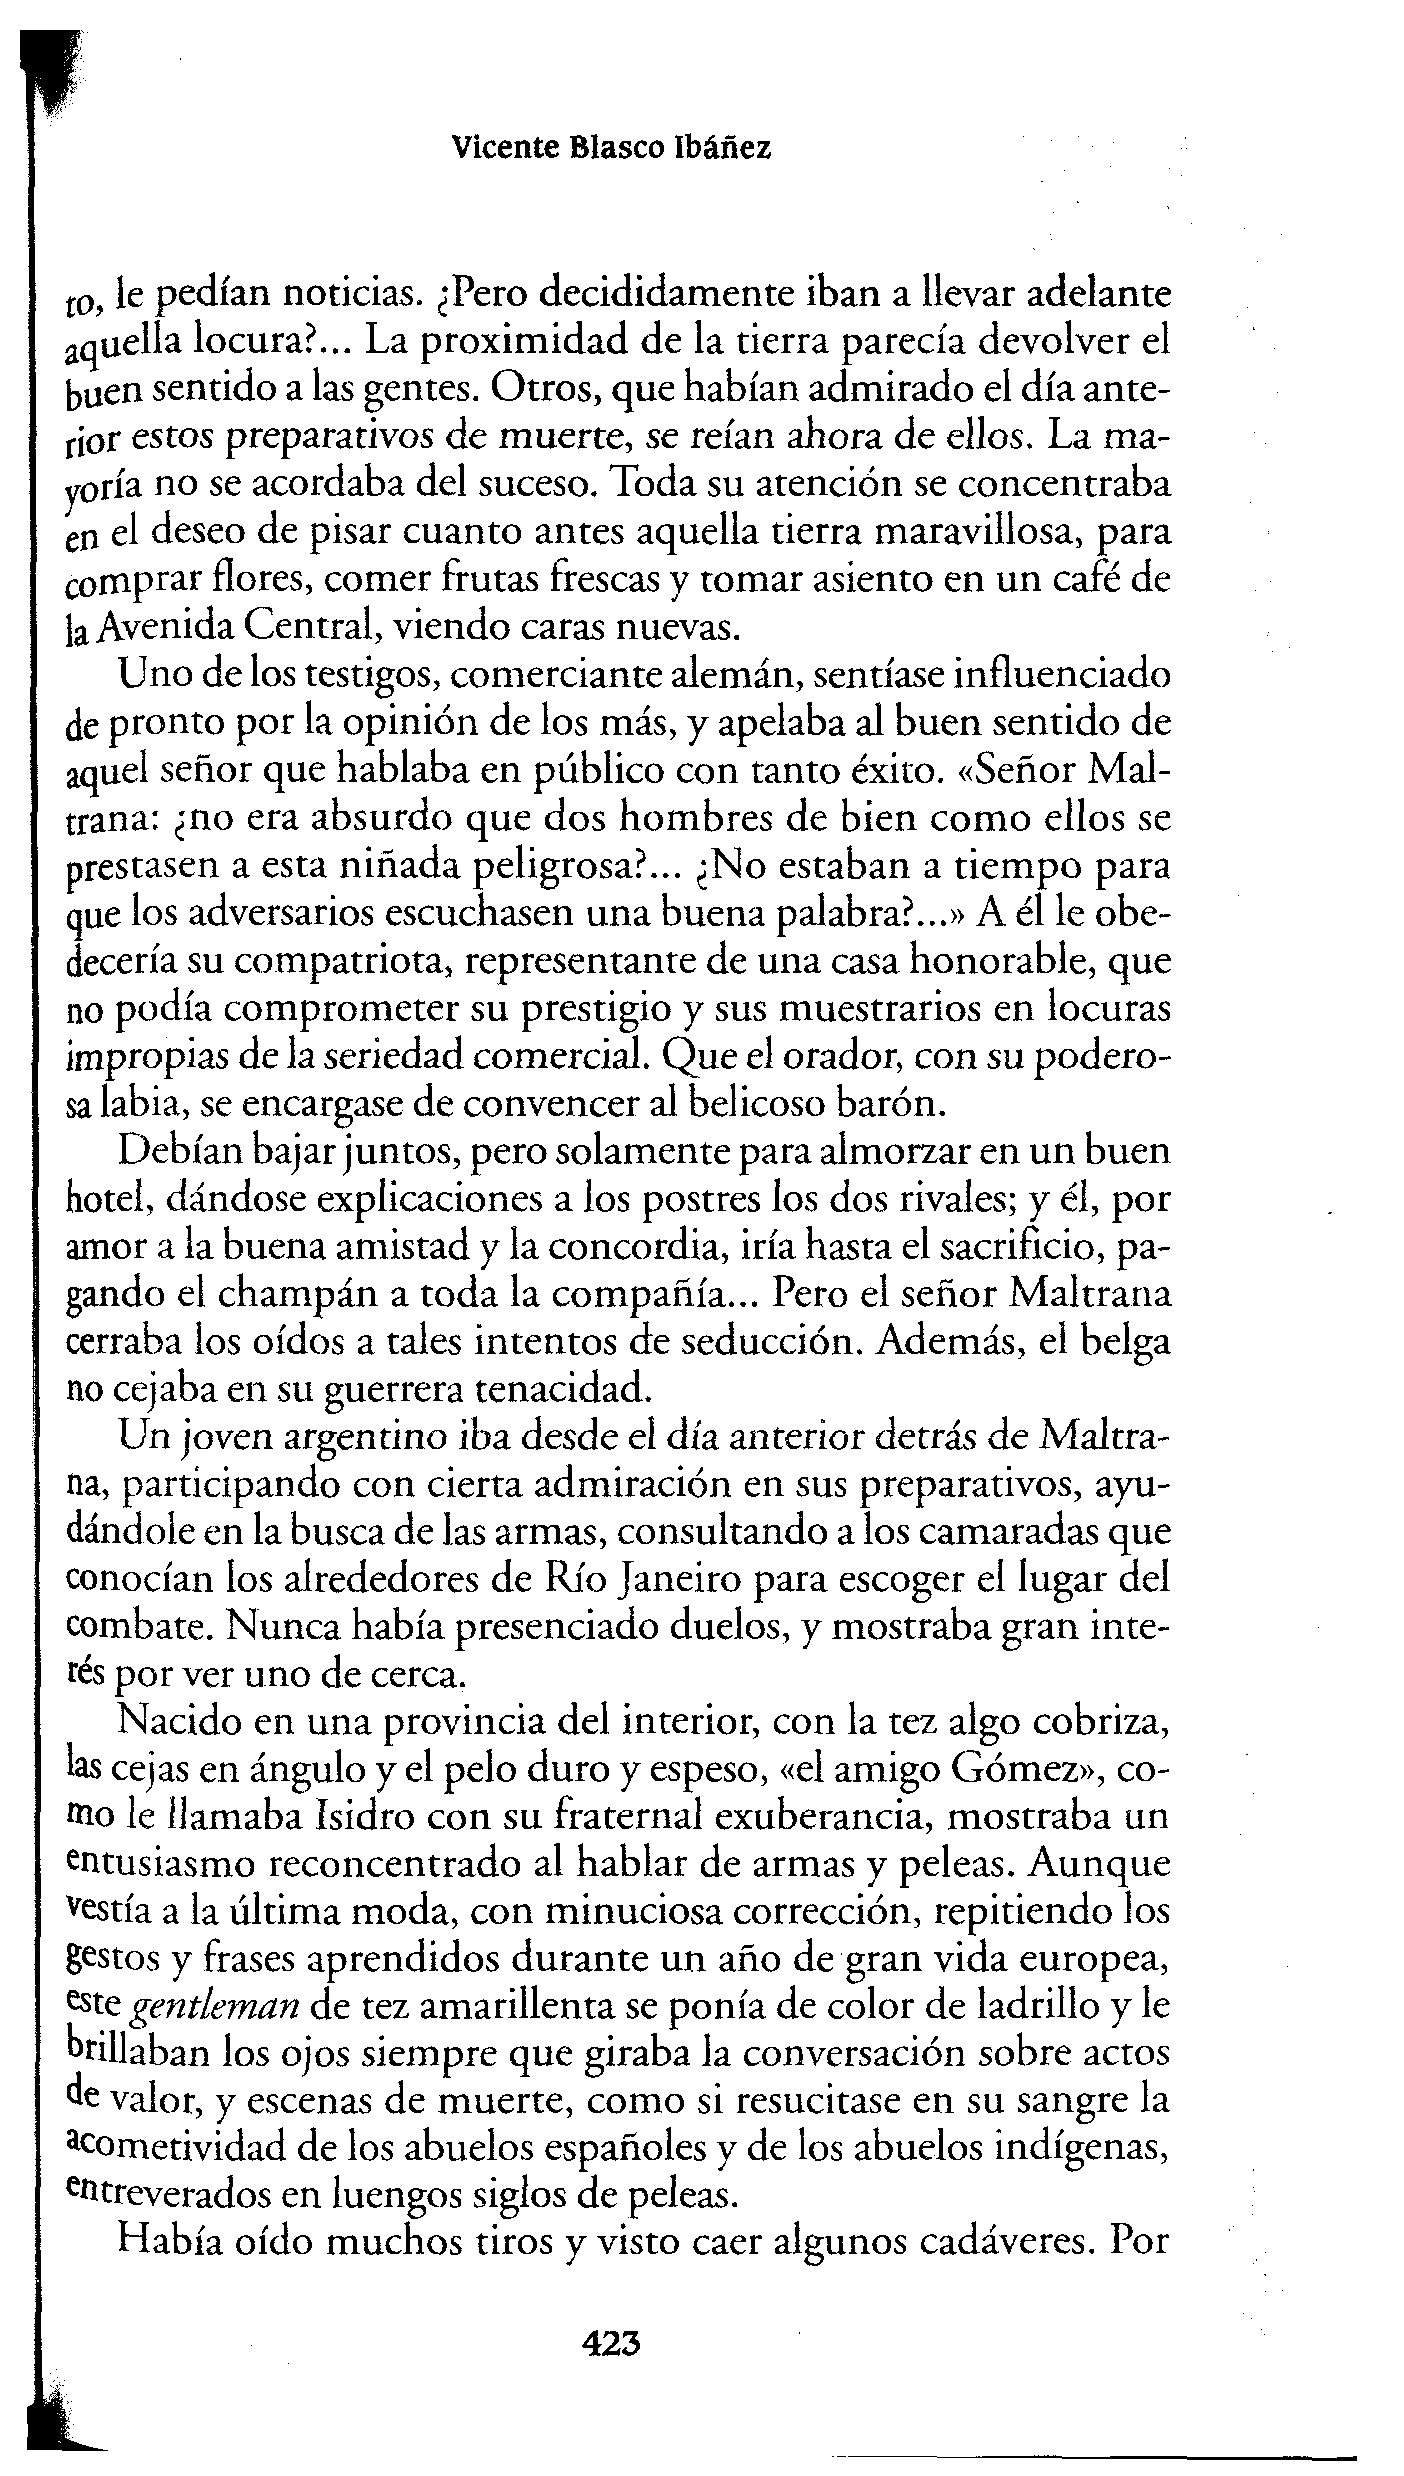 Vicente Blasco Ibáñez
to, le pedían noticias. ¿Pero decididamente iban a llevar adelante
aquella locura?... La proximidad de la tierra parecía devolver el
buen sentido a las gentes. Otros, que habían admirado el día ante-
rior estos preparativos de muerte, se reían ahora de ellos. La ma-
yoría no se acordaba del suceso. Toda su atención se concentraba
en el deseo de pisar cuanto antes aquella tierra maravillosa, para
comprar flores, comer frutas frescas y tomar asiento en un café de
la Avenida Central, viendo caras nuevas.
Uno de los testigos, comerciante alemán, sentíase influenciado
de pronto por la opinión de los más, y apelaba al buen sentido de
aquel señor que hablaba en público con tanto éxito. «Señor Mal-
trana: ¿no era absurdo que dos hombres de bien como ellos se
prestasen a esta niñada peligrosa?... ¿No estaban a tiempo para
que los adversarios escuchasen una buena palabra?...» A él le obe-
decería su compatriota, representante de una casa honorable, que
no podía comprometer su prestigio y sus muestrarios en locuras
impropias de la seriedad comercial. Que el orador, con su podero-
sa labia, se encargase de convencer al belicoso barón.
Debían bajar juntos, pero solamente para almorzar en un buen
hotel, dándose explicaciones a los postres los dos rivales; y él, por
amor a la buena amistad y la concordia, iría hasta el sacrificio, pa-
gando el champán a toda la compañía... Pero el señor Maltrana
cerraba los oídos a tales intentos de seducción. Además, el belga
no cejaba en su guerrera tenacidad.
Un joven argentino iba desde el día anterior detrás de Maltra-
na, participando con cierta admiración en sus preparativos, ayu-
dándole en la busca de las armas, consultando a los camaradas que
conocían los alrededores de Río Janeiro para escoger el lugar del
combate. Nunca había presenciado duelos, y mostraba gran inte-
rés por ver uno de cerca.
Nacido en una provincia del interior, con la tez algo cobriza,
las cejas en ángulo y el pelo duro y espeso, «el amigo Gómez», co-
mo le llamaba Isidro con su fraternal exuberancia, mostraba un
entusiasmo reconcentrado al hablar de armas y peleas. Aunque
vestía a la última moda, con minuciosa corrección, repitiendo los
gestos y frases aprendidos durante un año de gran vida europea,
este gentleman de tez amarillenta se ponía de color de ladrillo y le
brillaban los ojos siempre que giraba la conversación sobre actos
de valor, y escenas de muerte, como si resucitase en su sangre la
acometividad de los abuelos españoles y de los abuelos indígenas,
entreverados en luengos siglos de peleas.
Había oído muchos tiros y visto caer algunos cadáveres. Por
423